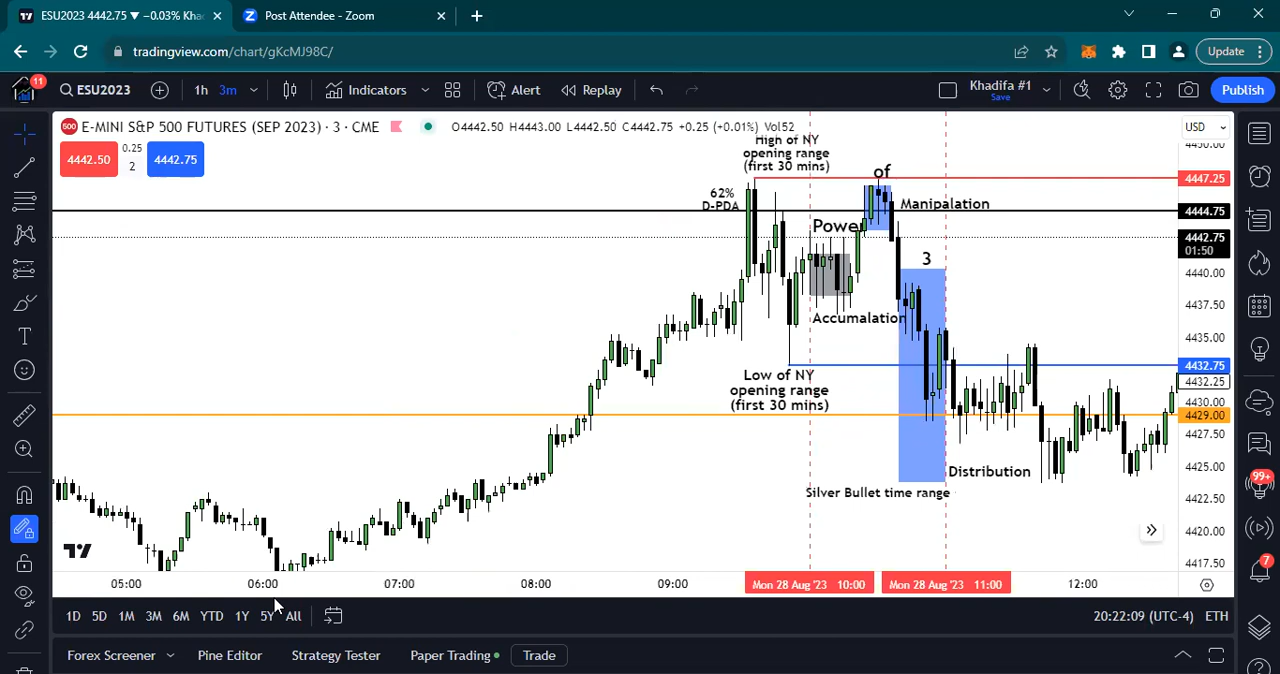 ESU2023 4442.75 ▼ −0.03% Kha
Post Attendee - Zoom
tradingview.com/chart/gKcMJ98C/
Update
11
ESU2023
1h
3m
Indicators
Alert
Replay
Khadifa #1
Save
Publish
500
E-MINI S&P 500 FUTURES (SEP 2023) · 3 · CME
O4442.50 H4443.00 L4442.50 C4442.75 +0.25 (+0.01%) Vol52
USD
4442.50
0.25
2
4442.75
High of NY
opening range
(first 30 mins)
62%
D-PDA
of
Manipalation
Power
3
Accumalation
Low of NY
opening range
(first 30 mins)
Distribution
Silver Bullet time range
4450.00
4447.25
4444.75
4442.75
01:50
4440.00
4437.50
4435.00
4432.75
4432.25
4430.00
4429.00
4427.50
4425.00
4422.50
4420.00
4417.50
05:00
06:00
07:00
08:00
09:00
Mon 28 Aug '23 10:00
Mon 28 Aug '23 11:00
12:00
1D
5D
1M
3M
6M
YTD
1Y
5Y
All
20:22:09 (UTC-4)
ETH
Forex Screener
Pine Editor
Strategy Tester
Paper Trading
Trade
99+
7